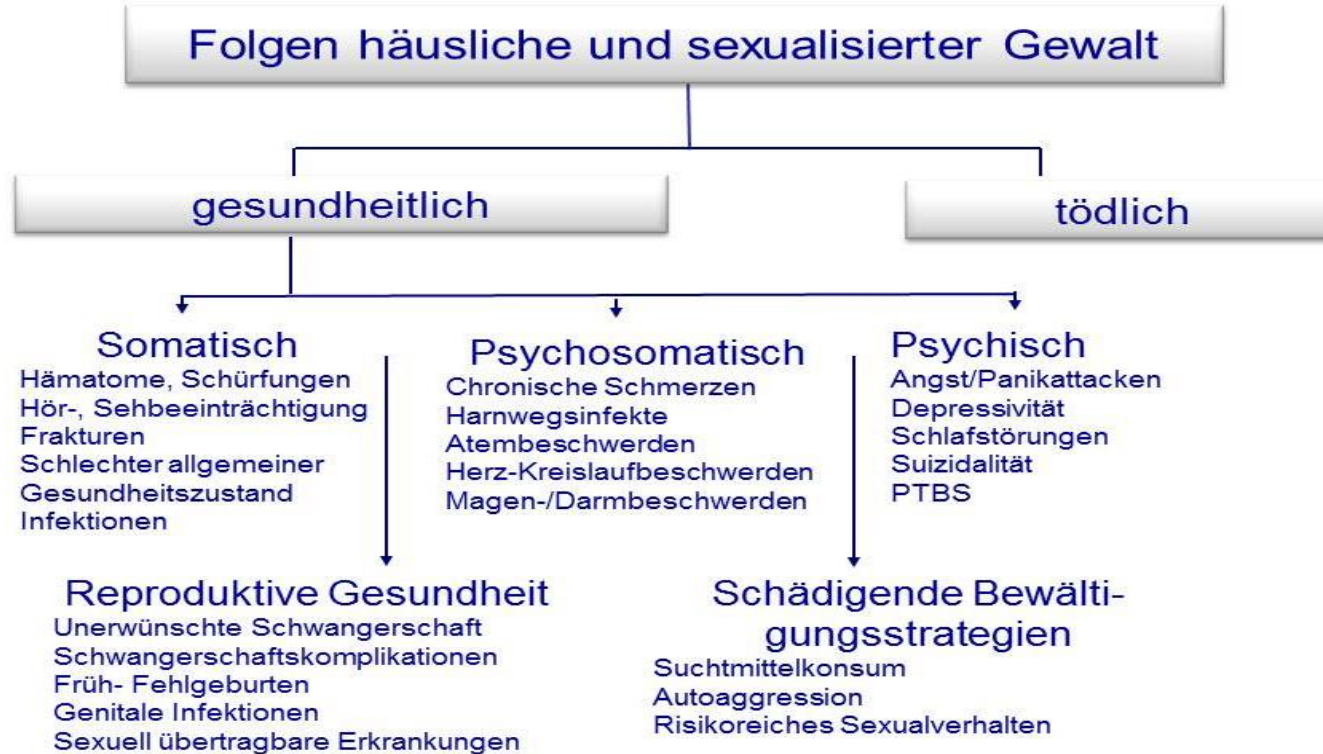 Folgen häusliche und sexualisierter Gewalt
gesundheitlich
tödlich
Somatisch
Hämatome, Schürfungen
Hör-, Sehbeeinträchtigung
Frakturen
Schlechter allgemeiner
Gesundheitszustand
Infektionen
Psychosomatisch
Chronische Schmerzen
Harnwegsinfekte
Atembeschwerden
Herz-Kreislaufbeschwerden
Magen-/Darmbeschwerden
Psychisch
Angst/Panikattacken
Depressivität
Schlafstörungen
Suizidalität
PTBS
Reproduktive Gesundheit
Unerwünschte Schwangerschaft
Schwangerschaftskomplikationen
Früh- Fehlgeburten
Genitale Infektionen
Sexuell übertragbare Erkrankungen
Schädigende Bewälti-
gungsstrategien
Suchtmittelkonsum
Autoaggression
Risikoreiches Sexualverhalten